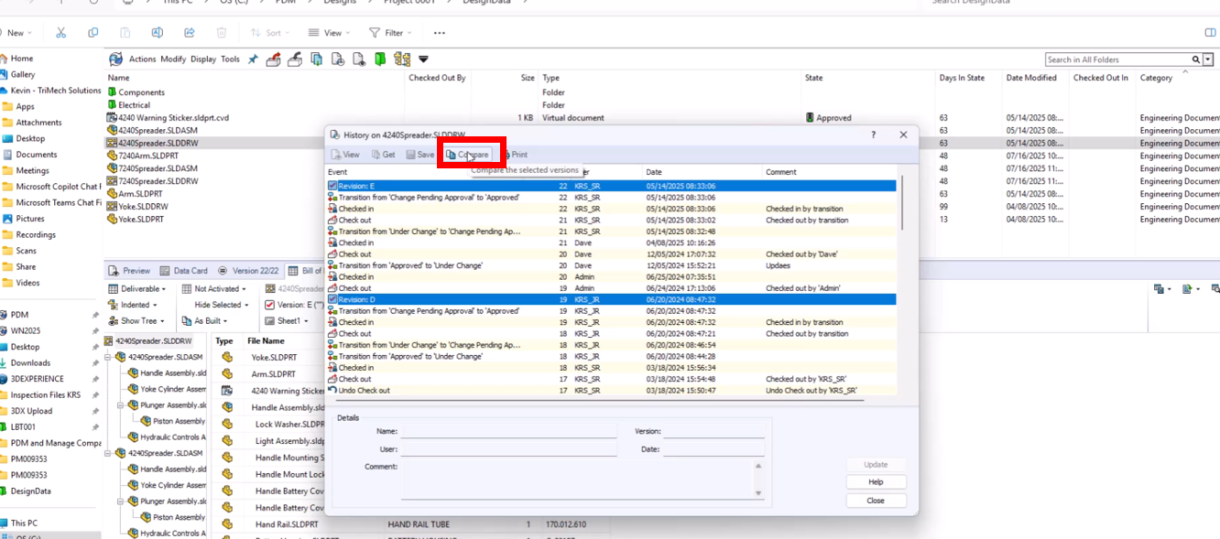 This PC
OS (C:)
PDM
Designs
Project 0001
DesignData
Search DesignData
New
Sort
View
Filter
Home
Gallery
Kevin - TriMech Solutions
Apps
Attachments
Desktop
Documents
Meetings
Microsoft Copilot Chat F
Microsoft Teams Chat Fi
Pictures
Recordings
Scans
Share
Videos
PDM
WN2025
Desktop
Downloads
3DEXPERIENCE
Inspection Files KRS
3DX Upload
LBT001
PDM and Manage Compa
PM009353
PM009353
DesignData
This PC
OS (C:)
Actions Modify Display Tools
Search in All Folders
Name Checked Out By Size Type State Days In State Date Modified Checked Out In Category
Components Folder
Electrical Folder
4240 Warning Sticker.sldprt.cvd 1 KB Virtual document Approved 63 05/14/2025 08:... Engineering Documen
4240Spreader.SLDASM 63 05/14/2025 08:... Engineering Documen
4240Spreader.SLDDRW 63 05/14/2025 08:... Engineering Documen
7240Arm.SLDPRT 48 07/16/2025 10:... Engineering Documen
7240Spreader.SLDASM 48 07/16/2025 11:... Engineering Documen
7240Spreader.SLDDRW 48 07/16/2025 11:... Engineering Documen
Arm.SLDPRT 63 05/14/2025 08:... Engineering Documen
Yoke.SLDDRW 99 04/08/2025 10:... Engineering Documen
Yoke.SLDPRT 13 04/08/2025 10:... Engineering Documen
History on 4240Spreader.SLDDRW
View Get Save Compare Print
Compare the selected versions
Event er Date Comment
Revision: E 22 KRS_SR 05/14/2025 08:33:06
Transition from 'Change Pending Approval' to 'Approved' 22 KRS_SR 05/14/2025 08:33:06
Checked in 22 KRS_SR 05/14/2025 08:33:06 Checked in by transition
Check out 21 KRS_SR 05/14/2025 08:33:02 Checked out by transition
Transition from 'Under Change' to 'Change Pending Ap... 21 KRS_SR 05/14/2025 08:32:48
Checked in 21 Dave 04/08/2025 10:16:26
Check out 20 Dave 12/05/2024 17:07:32 Checked out by 'Dave'
Transition from 'Approved' to 'Under Change' 20 Dave 12/05/2024 15:52:21 Updaes
Checked in 20 Admin 06/25/2024 07:35:51
Check out 19 Admin 06/24/2024 17:13:06 Checked out by 'Admin'
Revision: D 19 KRS_JR 06/20/2024 08:47:32
Transition from 'Change Pending Approval' to 'Approved' 19 KRS_JR 06/20/2024 08:47:32
Checked in 19 KRS_JR 06/20/2024 08:47:32 Checked in by transition
Check out 18 KRS_JR 06/20/2024 08:47:21 Checked out by transition
Transition from 'Under Change' to 'Change Pending Ap... 18 KRS_JR 06/20/2024 08:46:54
Transition from 'Approved' to 'Under Change' 18 KRS_JR 06/20/2024 08:44:28
Checked in 18 KRS_SR 03/18/2024 15:56:34
Check out 17 KRS_SR 03/18/2024 15:54:48 Checked out by 'KRS_SR'
Undo Check out 17 KRS_SR 03/18/2024 15:50:47 Undo Check out by 'KRS_SR'
Details
Name: Version:
User: Date:
Comment:
Update
Help
Close
Preview Data Card Version 22/22 Bill of
Deliverable Not Activated 4240Spreader
Indented Hide Selected Version: E ("")
Show Tree As Built Sheet1
4240Spreader.SLDDRW
4240Spreader.SLDASM
Handle Assembly.sld
Yoke Cylinder Assem
Plunger Assembly.sk
Piston Assembly
Hydraulic Controls A
4240Spreader.SLDASM
Handle Assembly.sld
Yoke Cylinder Assem
Plunger Assembly.sk
Piston Assembly
Hydraulic Controls A
Type File Name
Yoke.SLDPRT
Arm.SLDPRT
4240 Warning Sticker
Handle Assembly.sld
Lock Washer.SLDPR
Light Assembly.sldp
Handle Mounting S
Handle Mount Lock
Handle Battery Cov
Handle Battery Cov
Hand Rail.SLDPRT HAND RAIL TUBE 1 170.012.610